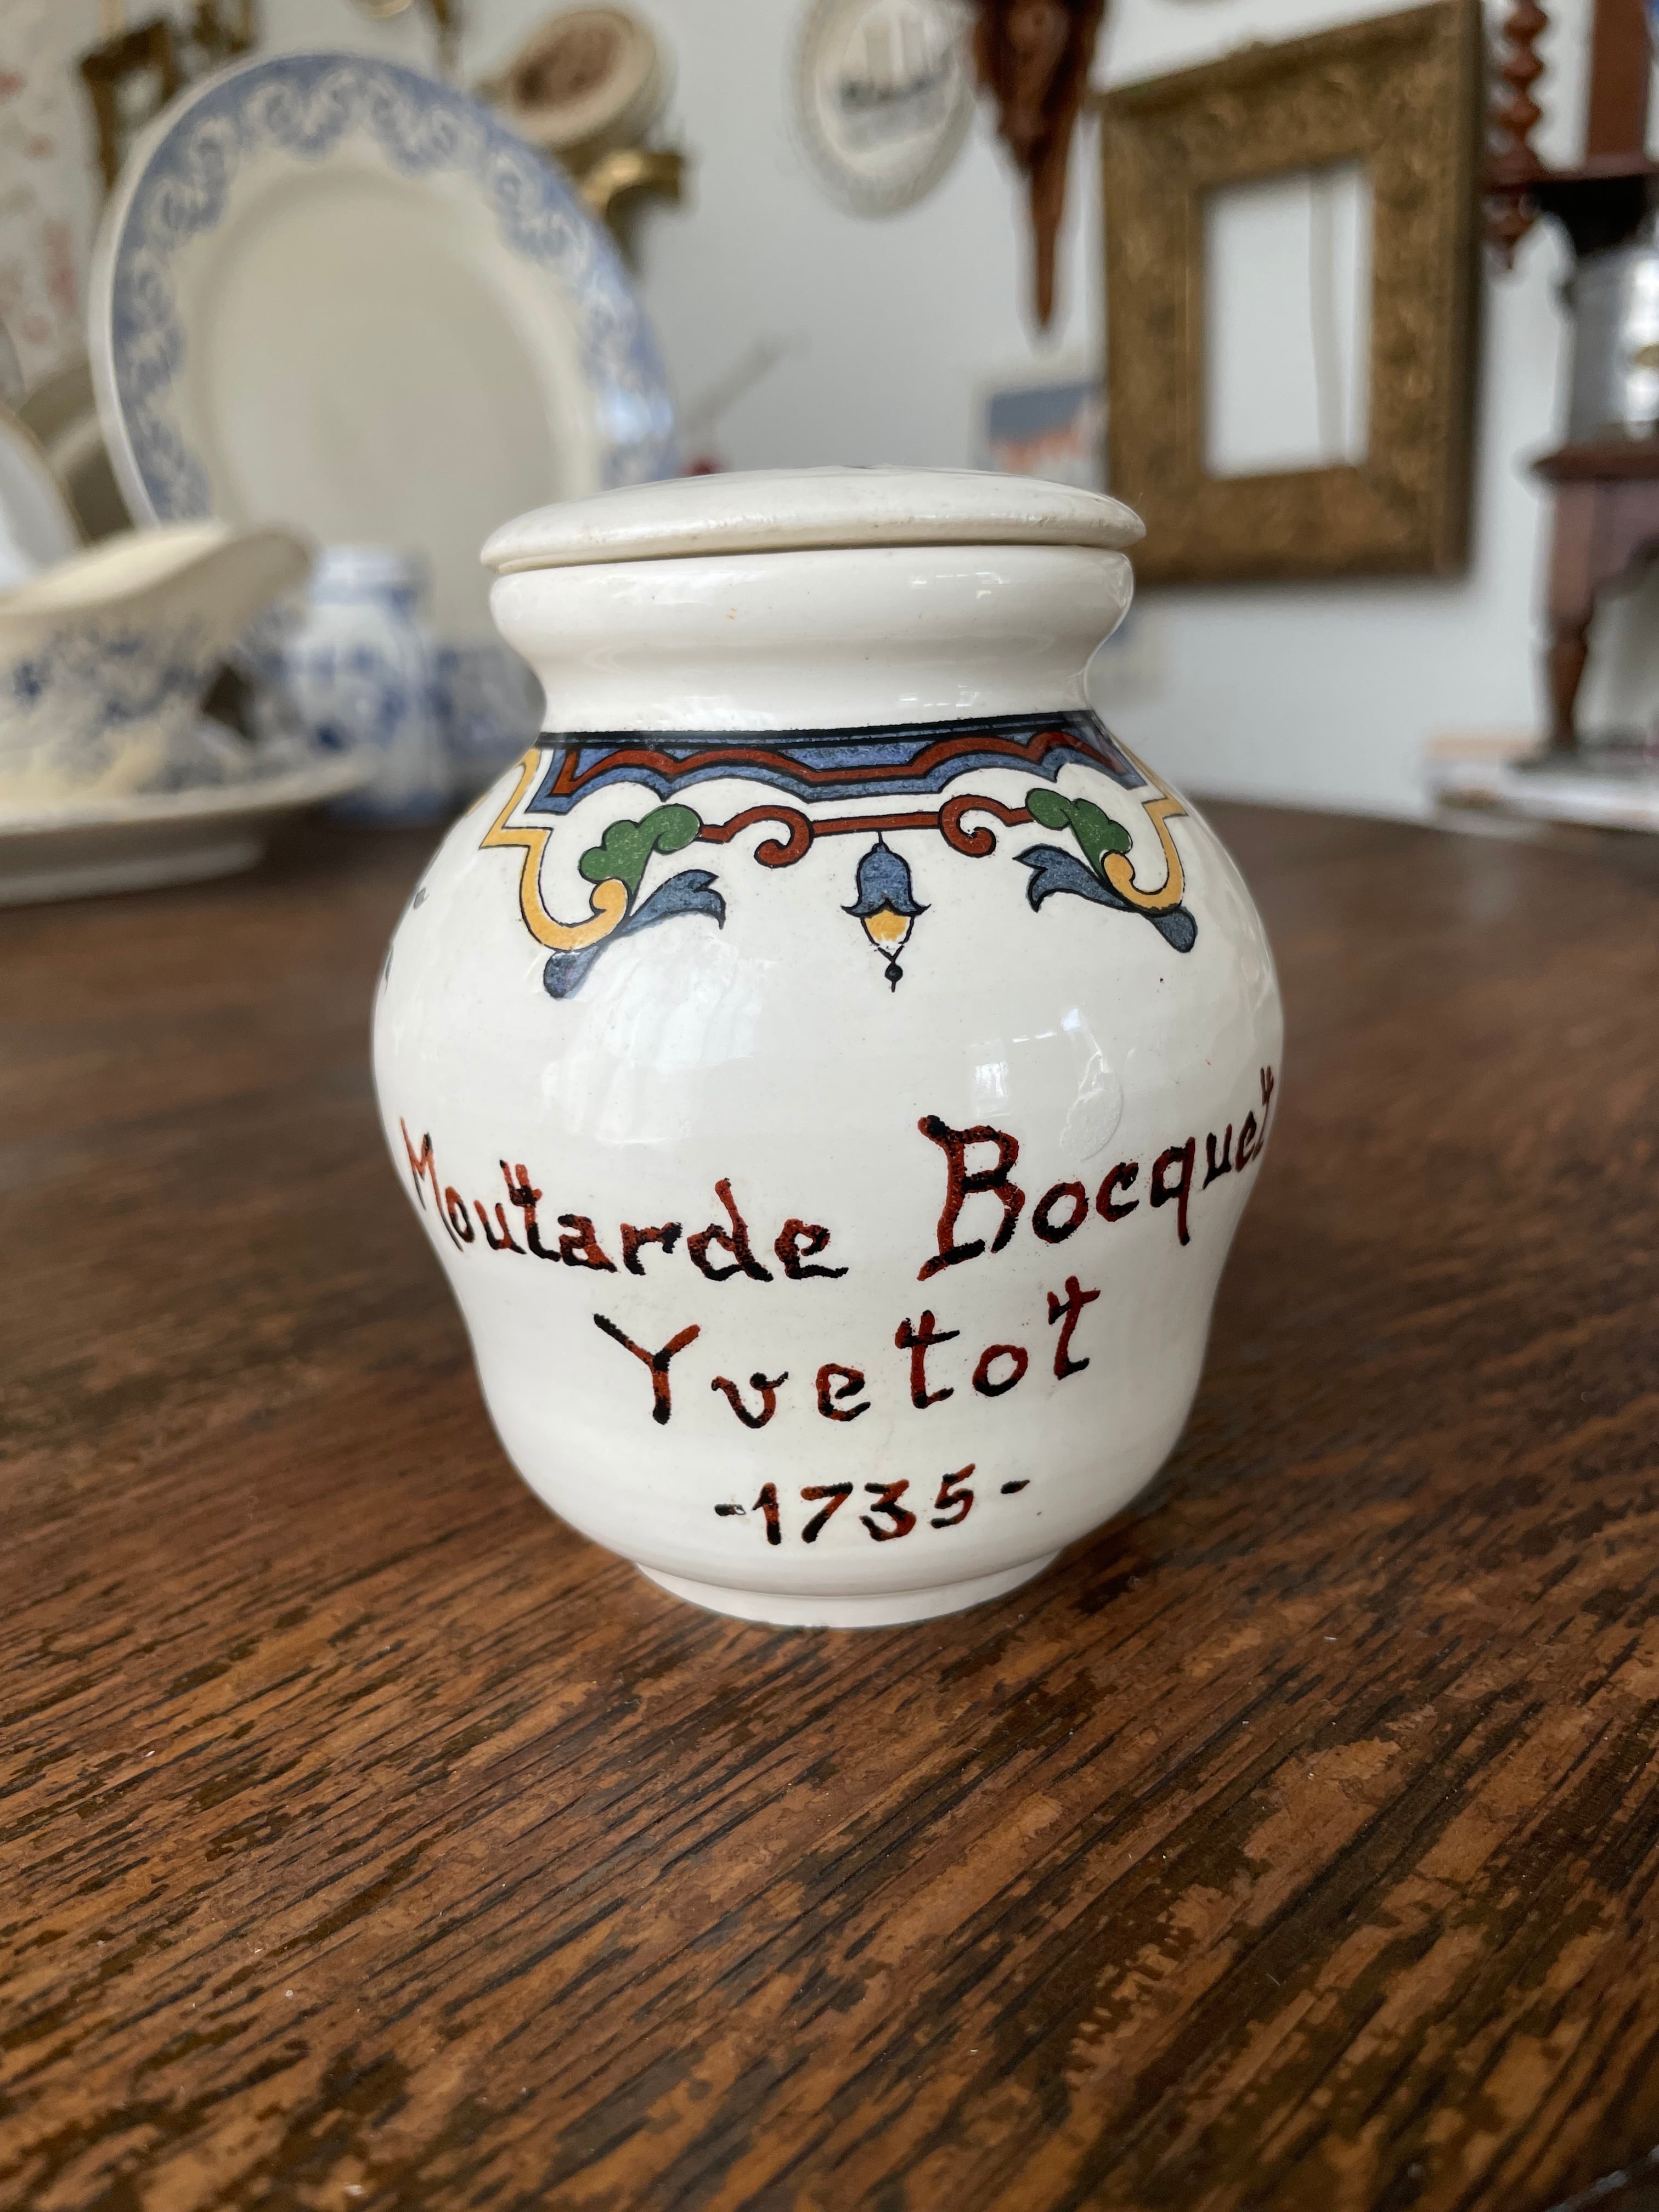 Moutarde Bocquet
Yvetot
-1735-